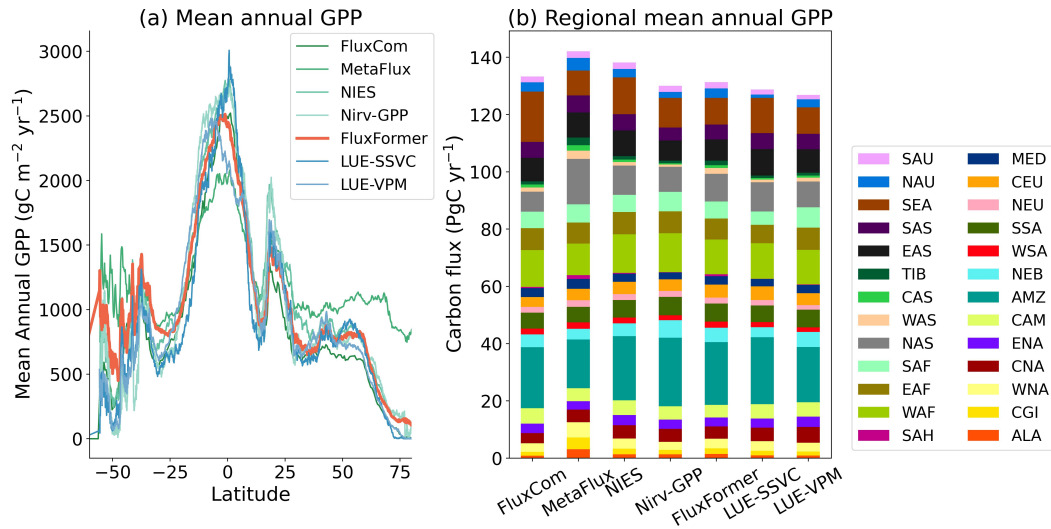 (a) Mean annual GPP
Mean Annual GPP (gC m⁻² yr⁻¹)
3000
2500
2000
1500
1000
500
0
−50
−25
0
25
50
75
Latitude
FluxCom
MetaFlux
NIES
Nirv-GPP
FluxFormer
LUE-SSVC
LUE-VPM
(b) Regional mean annual GPP
Carbon flux (PgC yr⁻¹)
140
120
100
80
60
40
20
0
FluxCom
MetaFlux
NIES
Nirv-GPP
FluxFormer
LUE-SSVC
LUE-VPM
SAU
NAU
SEA
SAS
EAS
TIB
CAS
WAS
NAS
SAF
EAF
WAF
SAH
MED
CEU
NEU
SSA
WSA
NEB
AMZ
CAM
ENA
CNA
WNA
CGI
ALA